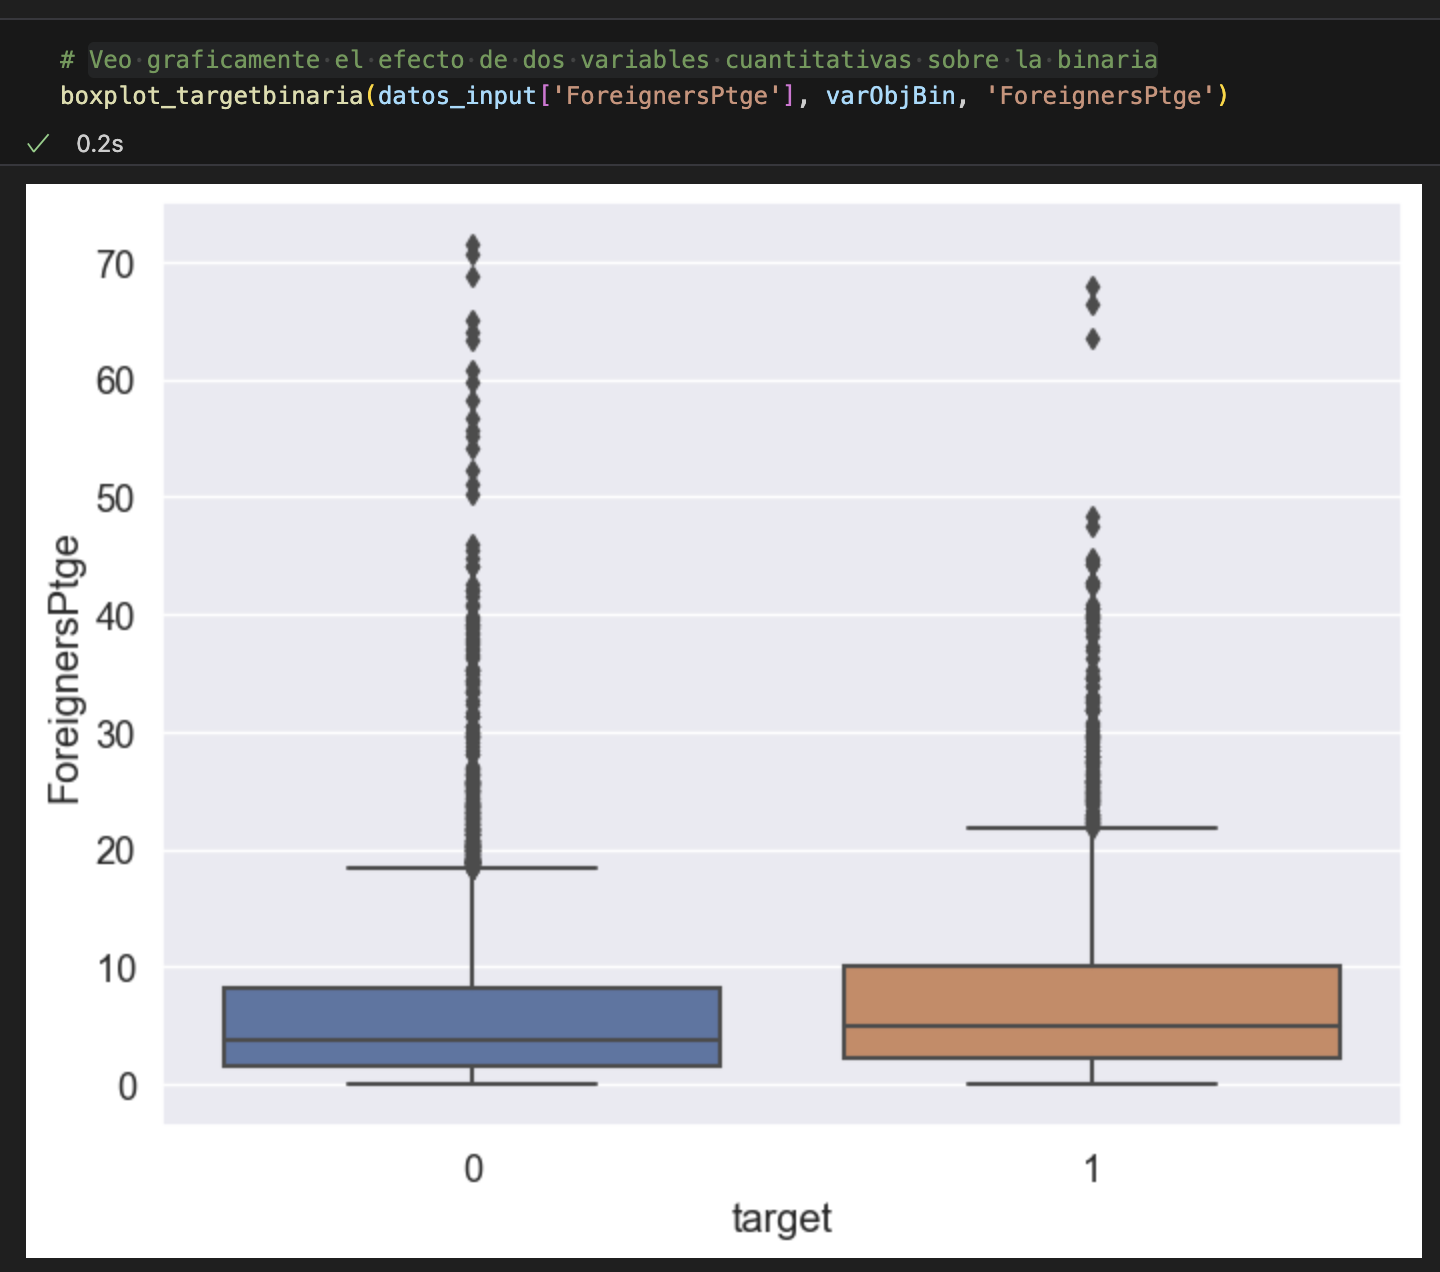 # Veo graficamente el efecto de dos variables cuantitativas sobre la binaria
boxplot_targetbinaria(datos_input['ForeignersPtge'], varObjBin, 'ForeignersPtge')
0.2s
70
60
50
40
30
20
10
0
ForeignersPtge
0 1
target